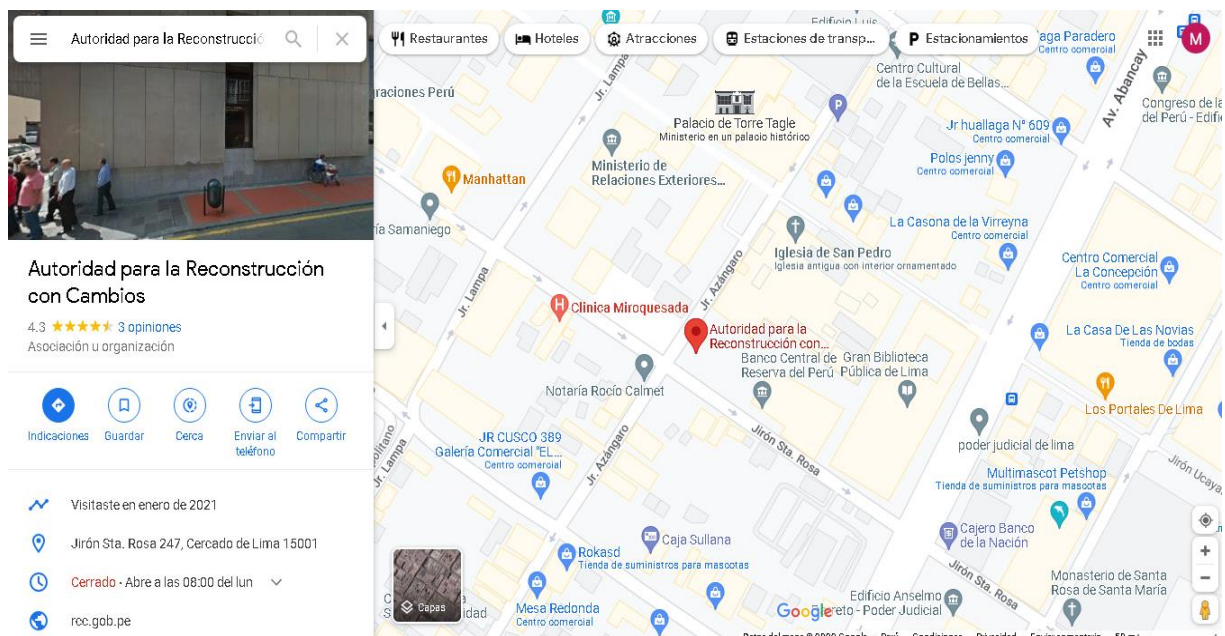 Autoridad para la Reconstrucció
Restaurantes
Hoteles
Atracciones
Estaciones de transp...
P Estacionamientos
M
Autoridad para la Reconstrucción
con Cambios
4.3 ★★★★★ 3 opiniones
Asociación u organización
Indicaciones
Guardar
Cerca
Enviar al
teléfono
Compartir
Visitaste en enero de 2021
Jirón Sta. Rosa 247, Cercado de Lima 15001
Cerrado · Abre a las 08:00 del lun
rcc.gob.pe
Edificio Luis
aga Paradero
Centro comercial
Centro Cultural
de la Escuela de Bellas...
Av. Abancay
Congreso de la
del Perú - Edifi
raciones Perú
Jr. Lampa
Palacio de Torre Tagle
Ministerio en un palacio histórico
P
Jr huallaga N° 609
Centro comercial
Polos jenny
Centro comercial
Ministerio de
Relaciones Exteriores...
Manhattan
ía Samaniego
La Casona de la Virreyna
Centro comercial
Iglesia de San Pedro
Iglesia antigua con interior ornamentado
Centro Comercial
La Concepción
Centro comercial
Jr. Lampa
Jr. Azángaro
H Clinica Miroquesada
Autoridad para la
Reconstrucción con...
La Casa De Las Novias
Tienda de bodas
Banco Central de
Reserva del Perú
Gran Biblioteca
Pública de Lima
Notaría Rocío Calmet
Los Portales De Lima
JR CUSCO 389
Galería Comercial "EL...
Centro comercial
Jr. Lampa
Jr. Azángaro
Jirón Sta. Rosa
poder judicial de lima
Multimascot Petshop
Tienda de suministros para mascotas
Jirón Ucaya
Caja Sullana
Cajero Banco
de la Nación
Rokasd
Tienda de suministros para mascotas
Capas
Mesa Redonda
Centro comercial
Google
Edificio Anselmo
reto - Poder Judicial
Jirón Sta. Rosa
Monasterio de Santa
Rosa de Santa María